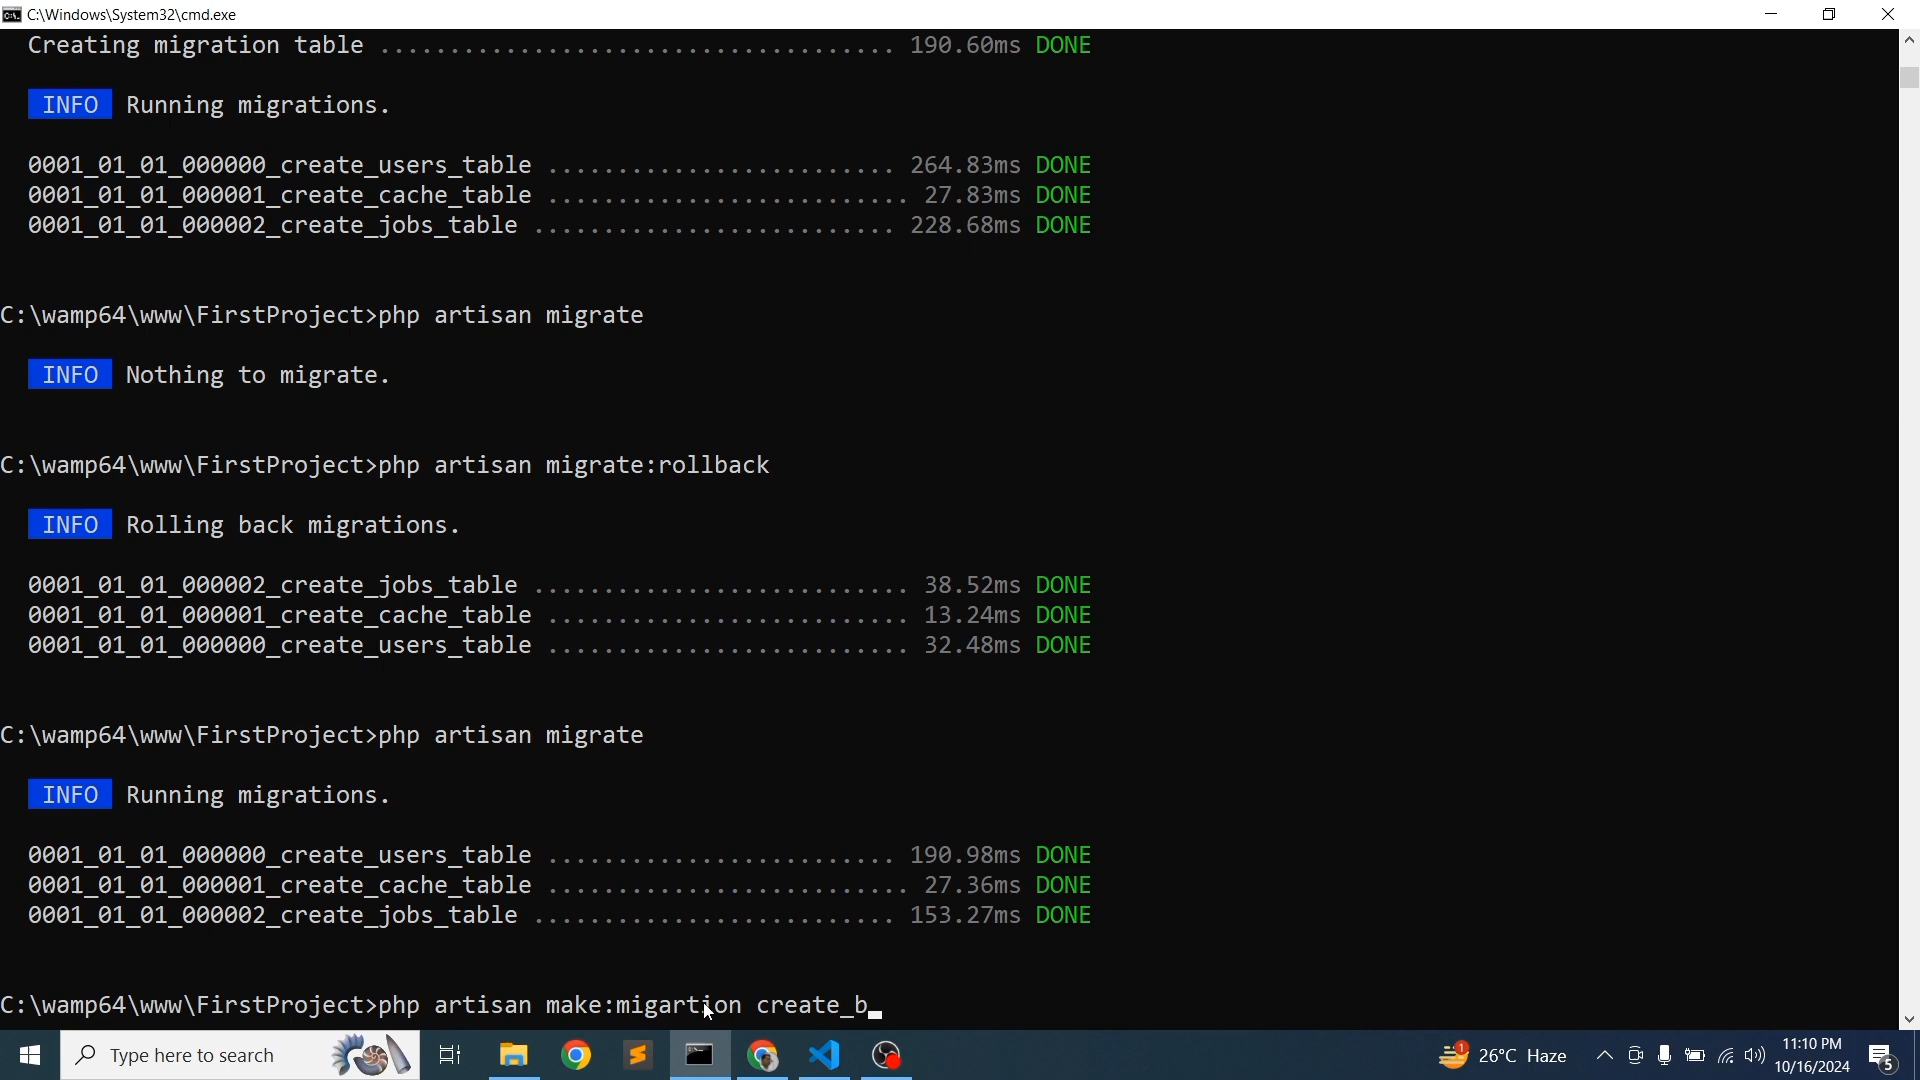 C:\Windows\System32\cmd.exe
Creating migration table ..................................... 190.60ms DONE
INFO Running migrations.
0001_01_01_000000_create_users_table ......................... 264.83ms DONE
0001_01_01_000001_create_cache_table .......................... 27.83ms DONE
0001_01_01_000002_create_jobs_table .......................... 228.68ms DONE
C:\wamp64\www\FirstProject>php artisan migrate
INFO Nothing to migrate.
C:\wamp64\www\FirstProject>php artisan migrate:rollback
INFO Rolling back migrations.
0001_01_01_000002_create_jobs_table ........................... 38.52ms DONE
0001_01_01_000001_create_cache_table .......................... 13.24ms DONE
0001_01_01_000000_create_users_table .......................... 32.48ms DONE
C:\wamp64\www\FirstProject>php artisan migrate
INFO Running migrations.
0001_01_01_000000_create_users_table ......................... 190.98ms DONE
0001_01_01_000001_create_cache_table .......................... 27.36ms DONE
0001_01_01_000002_create_jobs_table .......................... 153.27ms DONE
C:\wamp64\www\FirstProject>php artisan make:migartion create_b_
Type here to search
1
26°C Haze
11:10 PM
10/16/2024
5